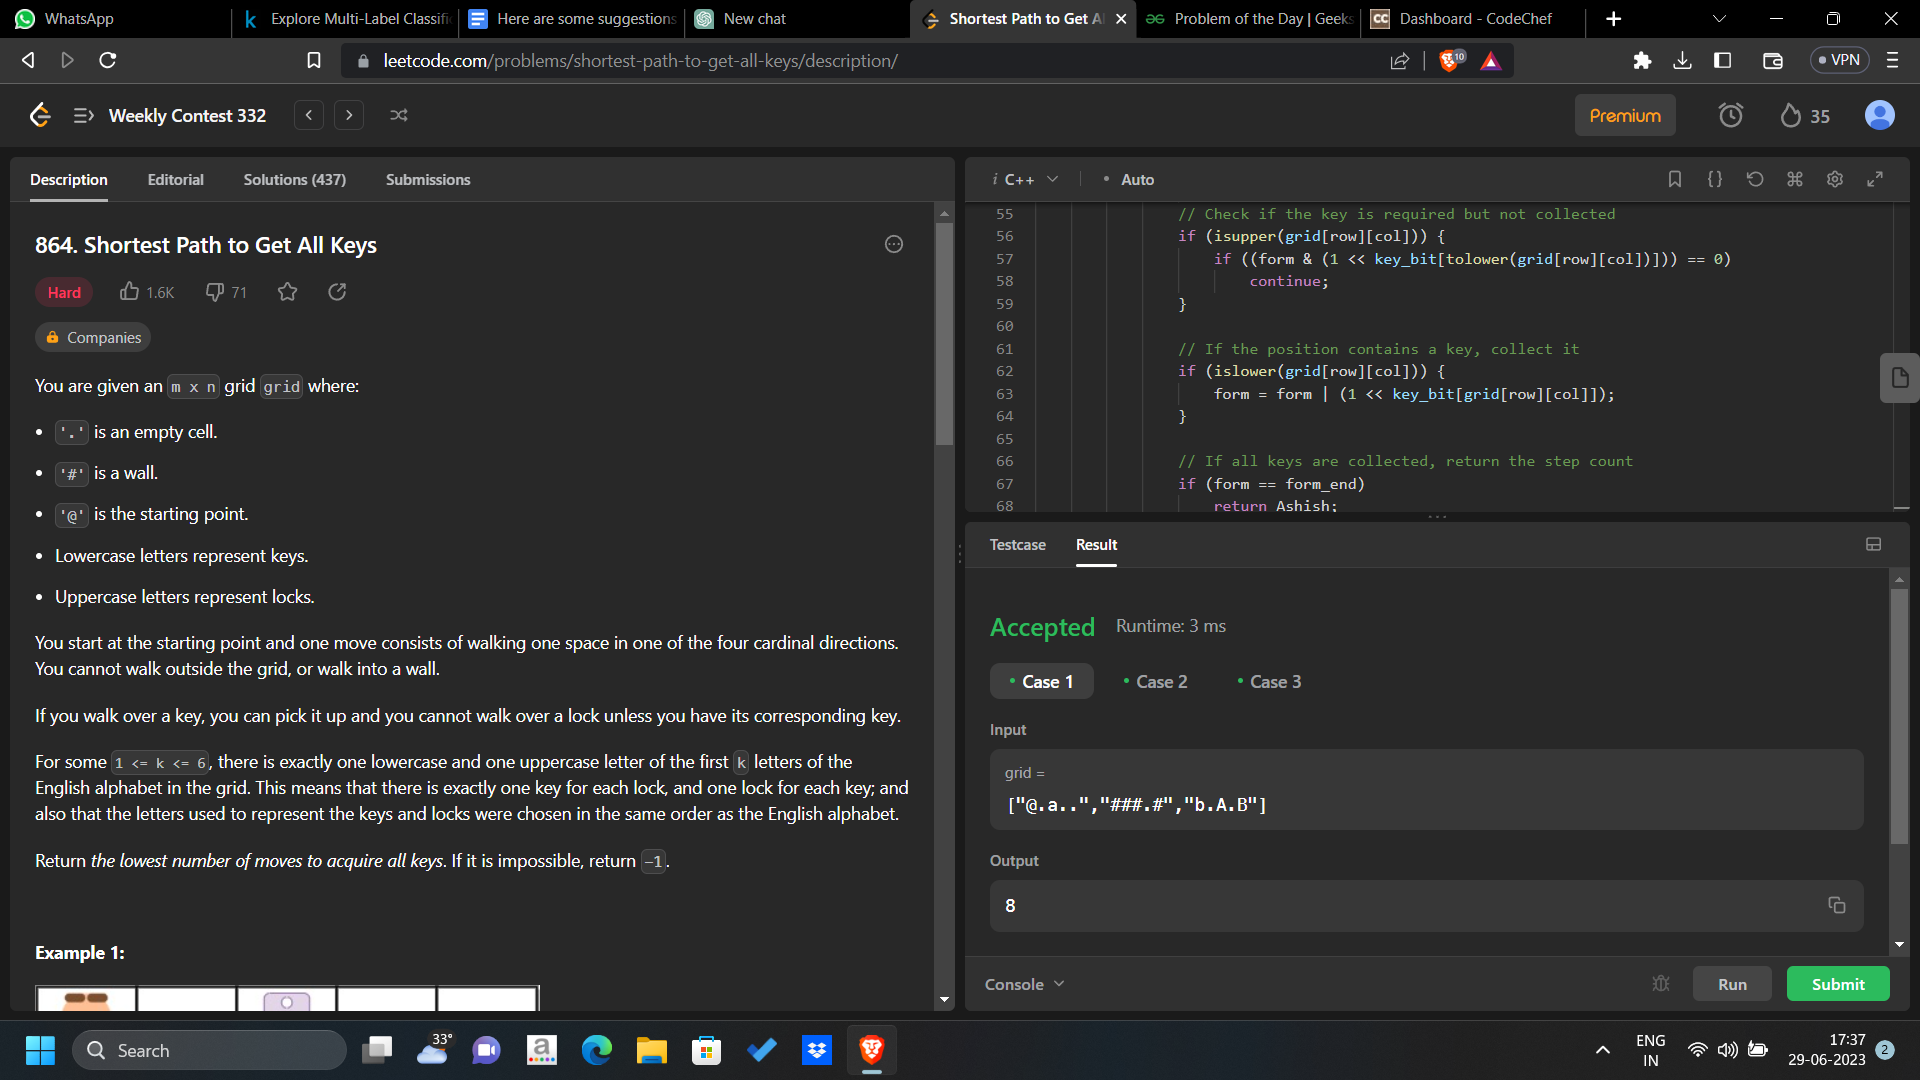 WhatsApp
Explore Multi-Label Classifi
Here are some suggestions
New chat
Shortest Path to Get A
Problem of the Day | Geeks
Dashboard - CodeChef
leetcode.com/problems/shortest-path-to-get-all-keys/description/
10
VPN
Weekly Contest 332
Premium
35
Description
Editorial
Solutions (437)
Submissions
864. Shortest Path to Get All Keys
Hard
1.6K
71
Companies
You are given an m x n grid grid where:
• '.' is an empty cell.
• '#' is a wall.
• '@' is the starting point.
• Lowercase letters represent keys.
• Uppercase letters represent locks.
You start at the starting point and one move consists of walking one space in one of the four cardinal directions.
You cannot walk outside the grid, or walk into a wall.
If you walk over a key, you can pick it up and you cannot walk over a lock unless you have its corresponding key.
For some 1 <= k <= 6, there is exactly one lowercase and one uppercase letter of the first k letters of the
English alphabet in the grid. This means that there is exactly one key for each lock, and one lock for each key; and
also that the letters used to represent the keys and locks were chosen in the same order as the English alphabet.
Return the lowest number of moves to acquire all keys. If it is impossible, return -1.
Example 1:
i C++
• Auto
55 // Check if the key is required but not collected
56 if (isupper(grid[row][col])) {
57 if ((form & (1 << key_bit[tolower(grid[row][col])])) == 0)
58 continue;
59 }
60
61 // If the position contains a key, collect it
62 if (islower(grid[row][col])) {
63 form = form | (1 << key_bit[grid[row][col]]);
64 }
65
66 // If all keys are collected, return the step count
67 if (form == form_end)
68 return Ashish;
Testcase
Result
Accepted
Runtime: 3 ms
• Case 1
• Case 2
• Case 3
Input
grid =
["@.a..","###.#","b.A.B"]
Output
8
Console
Run
Submit
Search
33°
a
ENG
IN
17:37
29-06-2023
2